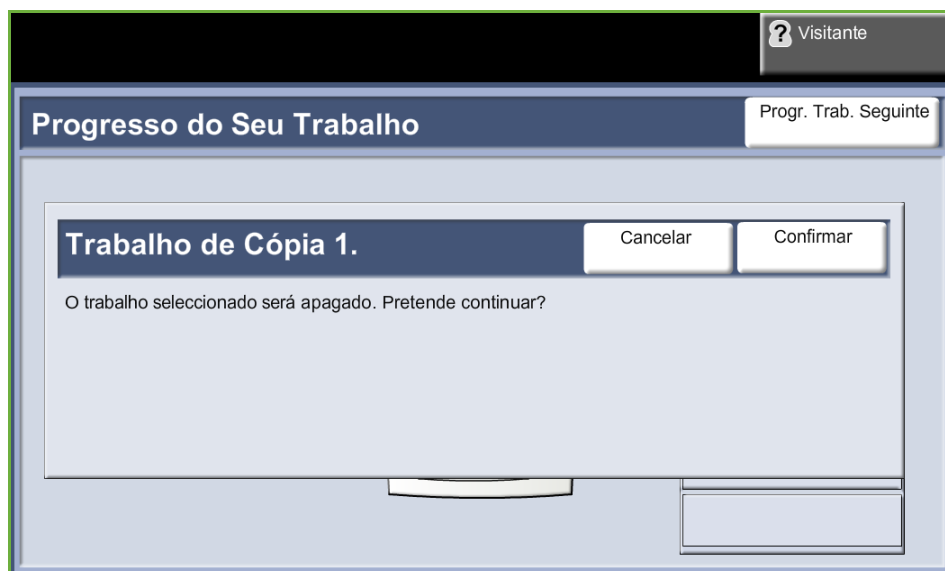 Visitante
Progresso do Seu Trabalho
Progr. Trab. Seguinte
Trabalho de Cópia 1.
Cancelar
Confirmar
O trabalho seleccionado será apagado. Pretende continuar?